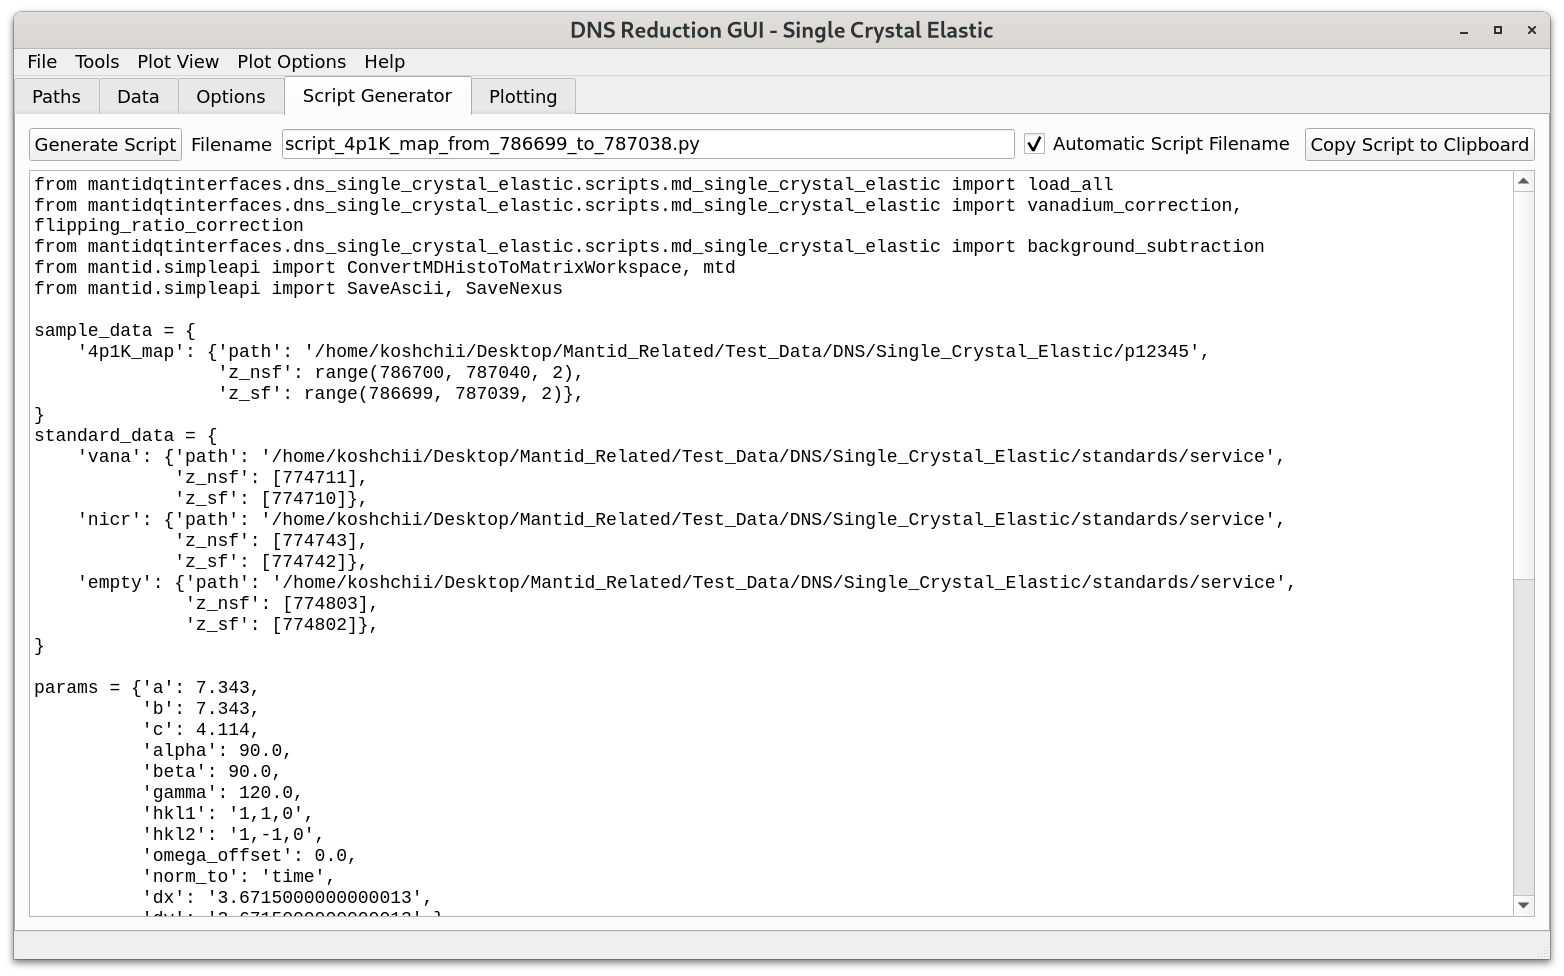 DNS Reduction GUI - Single Crystal Elastic
File Tools Plot View Plot Options Help
Paths Data Options Script Generator Plotting
Generate Script Filename script_4p1K_map_from_786699_to_787038.py Automatic Script Filename Copy Script to Clipboard
from mantidqtinterfaces.dns_single_crystal_elastic.scripts.md_single_crystal_elastic import load_all
from mantidqtinterfaces.dns_single_crystal_elastic.scripts.md_single_crystal_elastic import vanadium_correction,
flipping_ratio_correction
from mantidqtinterfaces.dns_single_crystal_elastic.scripts.md_single_crystal_elastic import background_subtraction
from mantid.simpleapi import ConvertMDHistoToMatrixWorkspace, mtd
from mantid.simpleapi import SaveAscii, SaveNexus
sample_data = {
    '4p1K_map': {'path': '/home/koshchii/Desktop/Mantid_Related/Test_Data/DNS/Single_Crystal_Elastic/p12345',
                 'z_nsf': range(786700, 787040, 2),
                 'z_sf': range(786699, 787039, 2)},
}
standard_data = {
    'vana': {'path': '/home/koshchii/Desktop/Mantid_Related/Test_Data/DNS/Single_Crystal_Elastic/standards/service',
             'z_nsf': [774711],
             'z_sf': [774710]},
    'nicr': {'path': '/home/koshchii/Desktop/Mantid_Related/Test_Data/DNS/Single_Crystal_Elastic/standards/service',
             'z_nsf': [774743],
             'z_sf': [774742]},
    'empty': {'path': '/home/koshchii/Desktop/Mantid_Related/Test_Data/DNS/Single_Crystal_Elastic/standards/service',
              'z_nsf': [774803],
              'z_sf': [774802]},
}
params = {'a': 7.343,
          'b': 7.343,
          'c': 4.114,
          'alpha': 90.0,
          'beta': 90.0,
          'gamma': 120.0,
          'hkl1': '1,1,0',
          'hkl2': '1,-1,0',
          'omega_offset': 0.0,
          'norm_to': 'time',
          'dx': '3.6715000000000013',